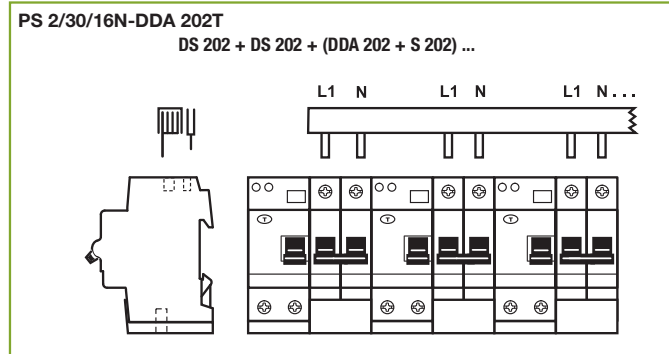 PS 2/30/16N-DDA 202T
DS 202 + DS 202 + (DDA 202 + S 202) ...
L1 N L1 N L1 N ...
T T T